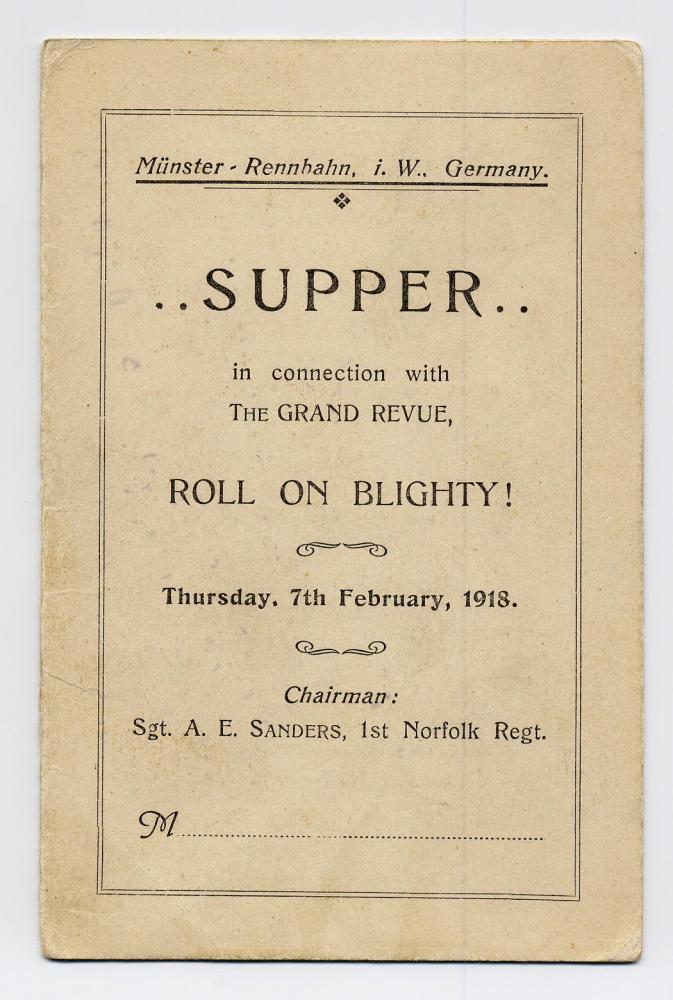 Münster - Rennbahn, i. W., Germany.
..SUPPER..
in connection with
THE GRAND REVUE,
ROLL ON BLIGHTY!
Thursday. 7th February, 1918.
Chairman:
Sgt. A. E. SANDERS, 1st Norfolk Regt.
M........................................